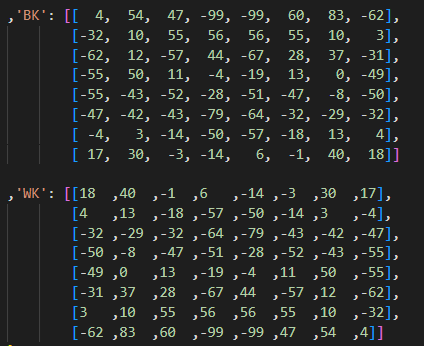 ,'BK': [[  4,  54,  47, -99, -99,  60,  83, -62],
[-32,  10,  55,  56,  56,  55,  10,   3],
[-62,  12, -57,  44, -67,  28,  37, -31],
[-55,  50,  11,  -4, -19,  13,   0, -49],
[-55, -43, -52, -28, -51, -47,  -8, -50],
[-47, -42, -43, -79, -64, -32, -29, -32],
[ -4,   3, -14, -50, -57, -18,  13,   4],
[ 17,  30,  -3, -14,   6,  -1,  40,  18]]
,'WK': [[18  ,40  ,-1  ,6   ,-14 ,-3  ,30  ,17],
[4   ,13  ,-18 ,-57 ,-50 ,-14 ,3   ,-4],
[-32 ,-29 ,-32 ,-64 ,-79 ,-43 ,-42 ,-47],
[-50 ,-8  ,-47 ,-51 ,-28 ,-52 ,-43 ,-55],
[-49 ,0   ,13  ,-19 ,-4  ,11  ,50  ,-55],
[-31 ,37  ,28  ,-67 ,44  ,-57 ,12  ,-62],
[3   ,10  ,55  ,56  ,56  ,55  ,10  ,-32],
[-62 ,83  ,60  ,-99 ,-99 ,47  ,54  ,4]]